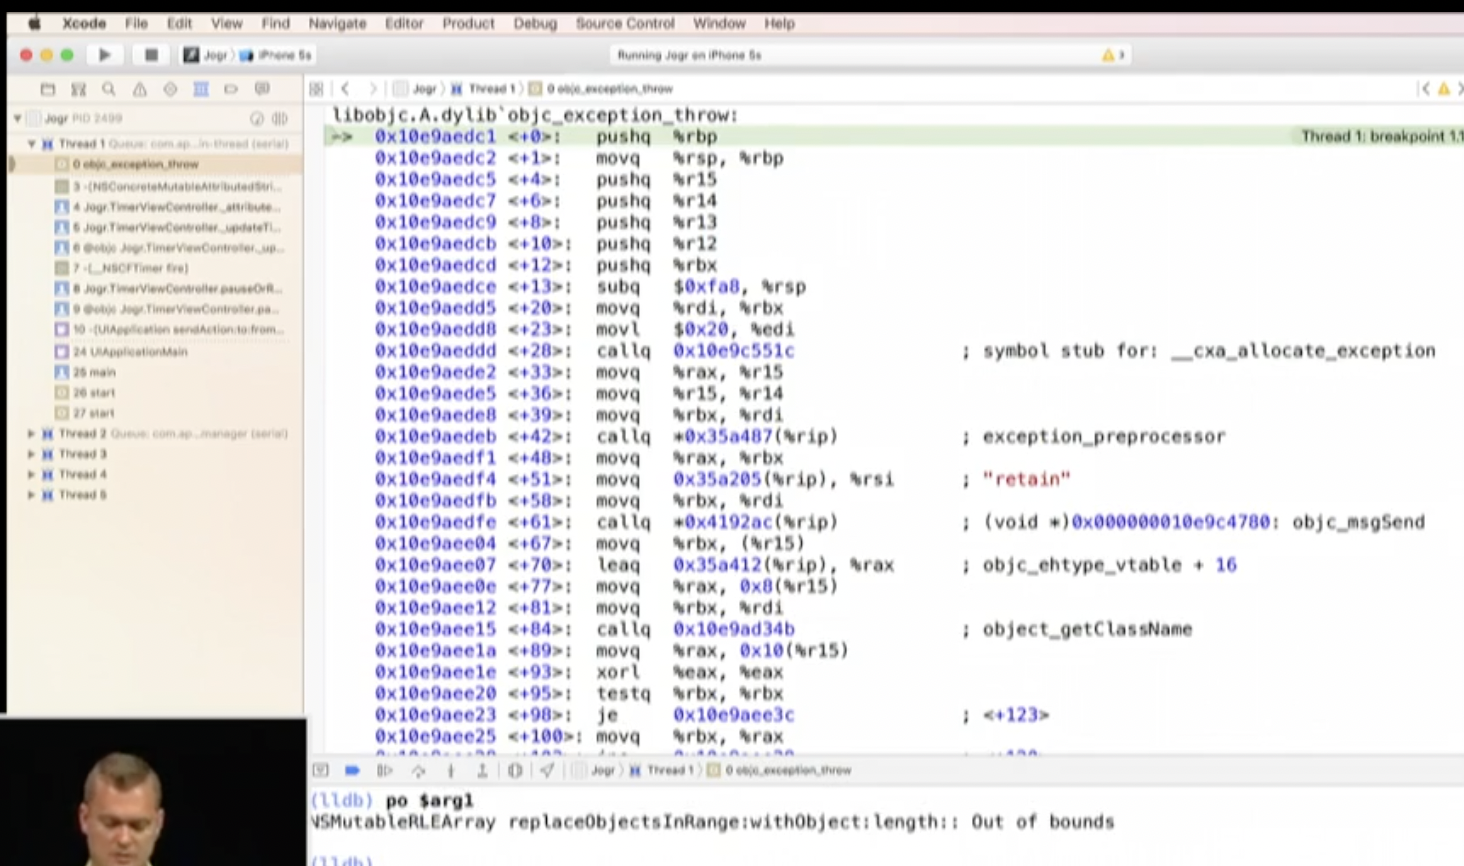 Xcode File Edit View Find Navigate Editor Product Debug Source Control Window Help
Jogr iPhone 5s
Running Jogr on iPhone 5s
Jogr Thread 1 0 objc_exception_throw
Jogr PID 2499
Thread 1 Queue: com.ap...in-thread (serial)
0 objc_exception_throw
3 -[NSConcreteMutableAttributedStri...
4 Jogr.TimerViewController._attribute...
5 Jogr.TimerViewController._updateTi...
6 @objc Jogr.TimerViewController._up...
7 -[__NSCFTimer fire]
8 Jogr.TimerViewController.pauseOrR...
9 @objc Jogr.TimerViewController.pa...
10 -[UIApplication sendAction:to:from...
24 UIApplicationMain
25 main
26 start
27 start
Thread 2 Queue: com.ap...manager (serial)
Thread 3
Thread 4
Thread 5
libobjc.A.dylib`objc_exception_throw:
-> 0x10e9aedc1 <+0>: pushq %rbp
Thread 1: breakpoint 1.1
0x10e9aedc2 <+1>: movq %rsp, %rbp
0x10e9aedc5 <+4>: pushq %r15
0x10e9aedc7 <+6>: pushq %r14
0x10e9aedc9 <+8>: pushq %r13
0x10e9aedcb <+10>: pushq %r12
0x10e9aedcd <+12>: pushq %rbx
0x10e9aedce <+13>: subq $0xfa8, %rsp
0x10e9aedd5 <+20>: movq %rdi, %rbx
0x10e9aedd8 <+23>: movl $0x20, %edi
0x10e9aeddd <+28>: callq 0x10e9c551c ; symbol stub for: __cxa_allocate_exception
0x10e9aede2 <+33>: movq %rax, %r15
0x10e9aede5 <+36>: movq %r15, %r14
0x10e9aede8 <+39>: movq %rbx, %rdi
0x10e9aedeb <+42>: callq *0x35a487(%rip) ; exception_preprocessor
0x10e9aedf1 <+48>: movq %rax, %rbx
0x10e9aedf4 <+51>: movq 0x35a205(%rip), %rsi ; "retain"
0x10e9aedfb <+58>: movq %rbx, %rdi
0x10e9aedfe <+61>: callq *0x4192ac(%rip) ; (void *)0x000000010e9c4780: objc_msgSend
0x10e9aee04 <+67>: movq %rbx, (%r15)
0x10e9aee07 <+70>: leaq 0x35a412(%rip), %rax ; objc_ehtype_vtable + 16
0x10e9aee0e <+77>: movq %rax, 0x8(%r15)
0x10e9aee12 <+81>: movq %rbx, %rdi
0x10e9aee15 <+84>: callq 0x10e9ad34b ; object_getClassName
0x10e9aee1a <+89>: movq %rax, 0x10(%r15)
0x10e9aee1e <+93>: xorl %eax, %eax
0x10e9aee20 <+95>: testq %rbx, %rbx
0x10e9aee23 <+98>: je 0x10e9aee3c ; <+123>
0x10e9aee25 <+100>: movq %rbx, %rax
Jogr Thread 1 0 objc_exception_throw
(lldb) po $arg1
NSMutableRLEArray replaceObjectsInRange:withObject:length:: Out of bounds
(lldb)